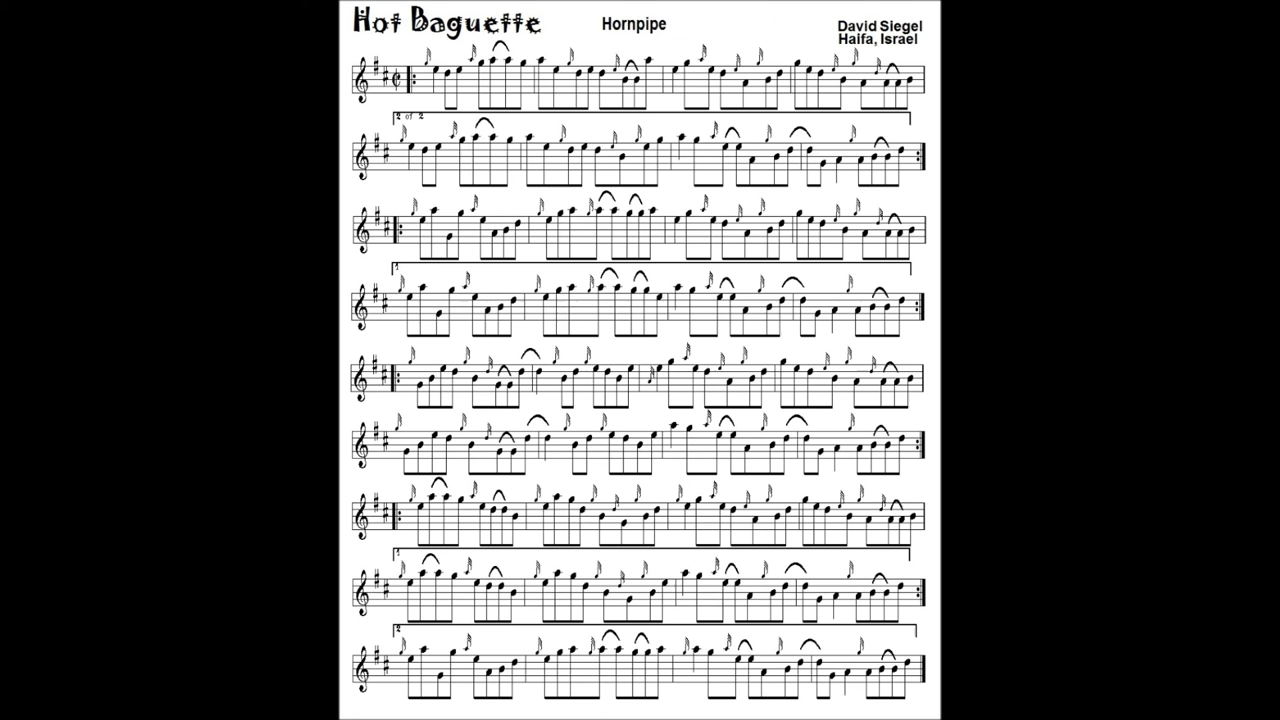 Hot Baguette
Hornpipe
David Siegel
Haifa, Israel
2 of 2
1
1
2